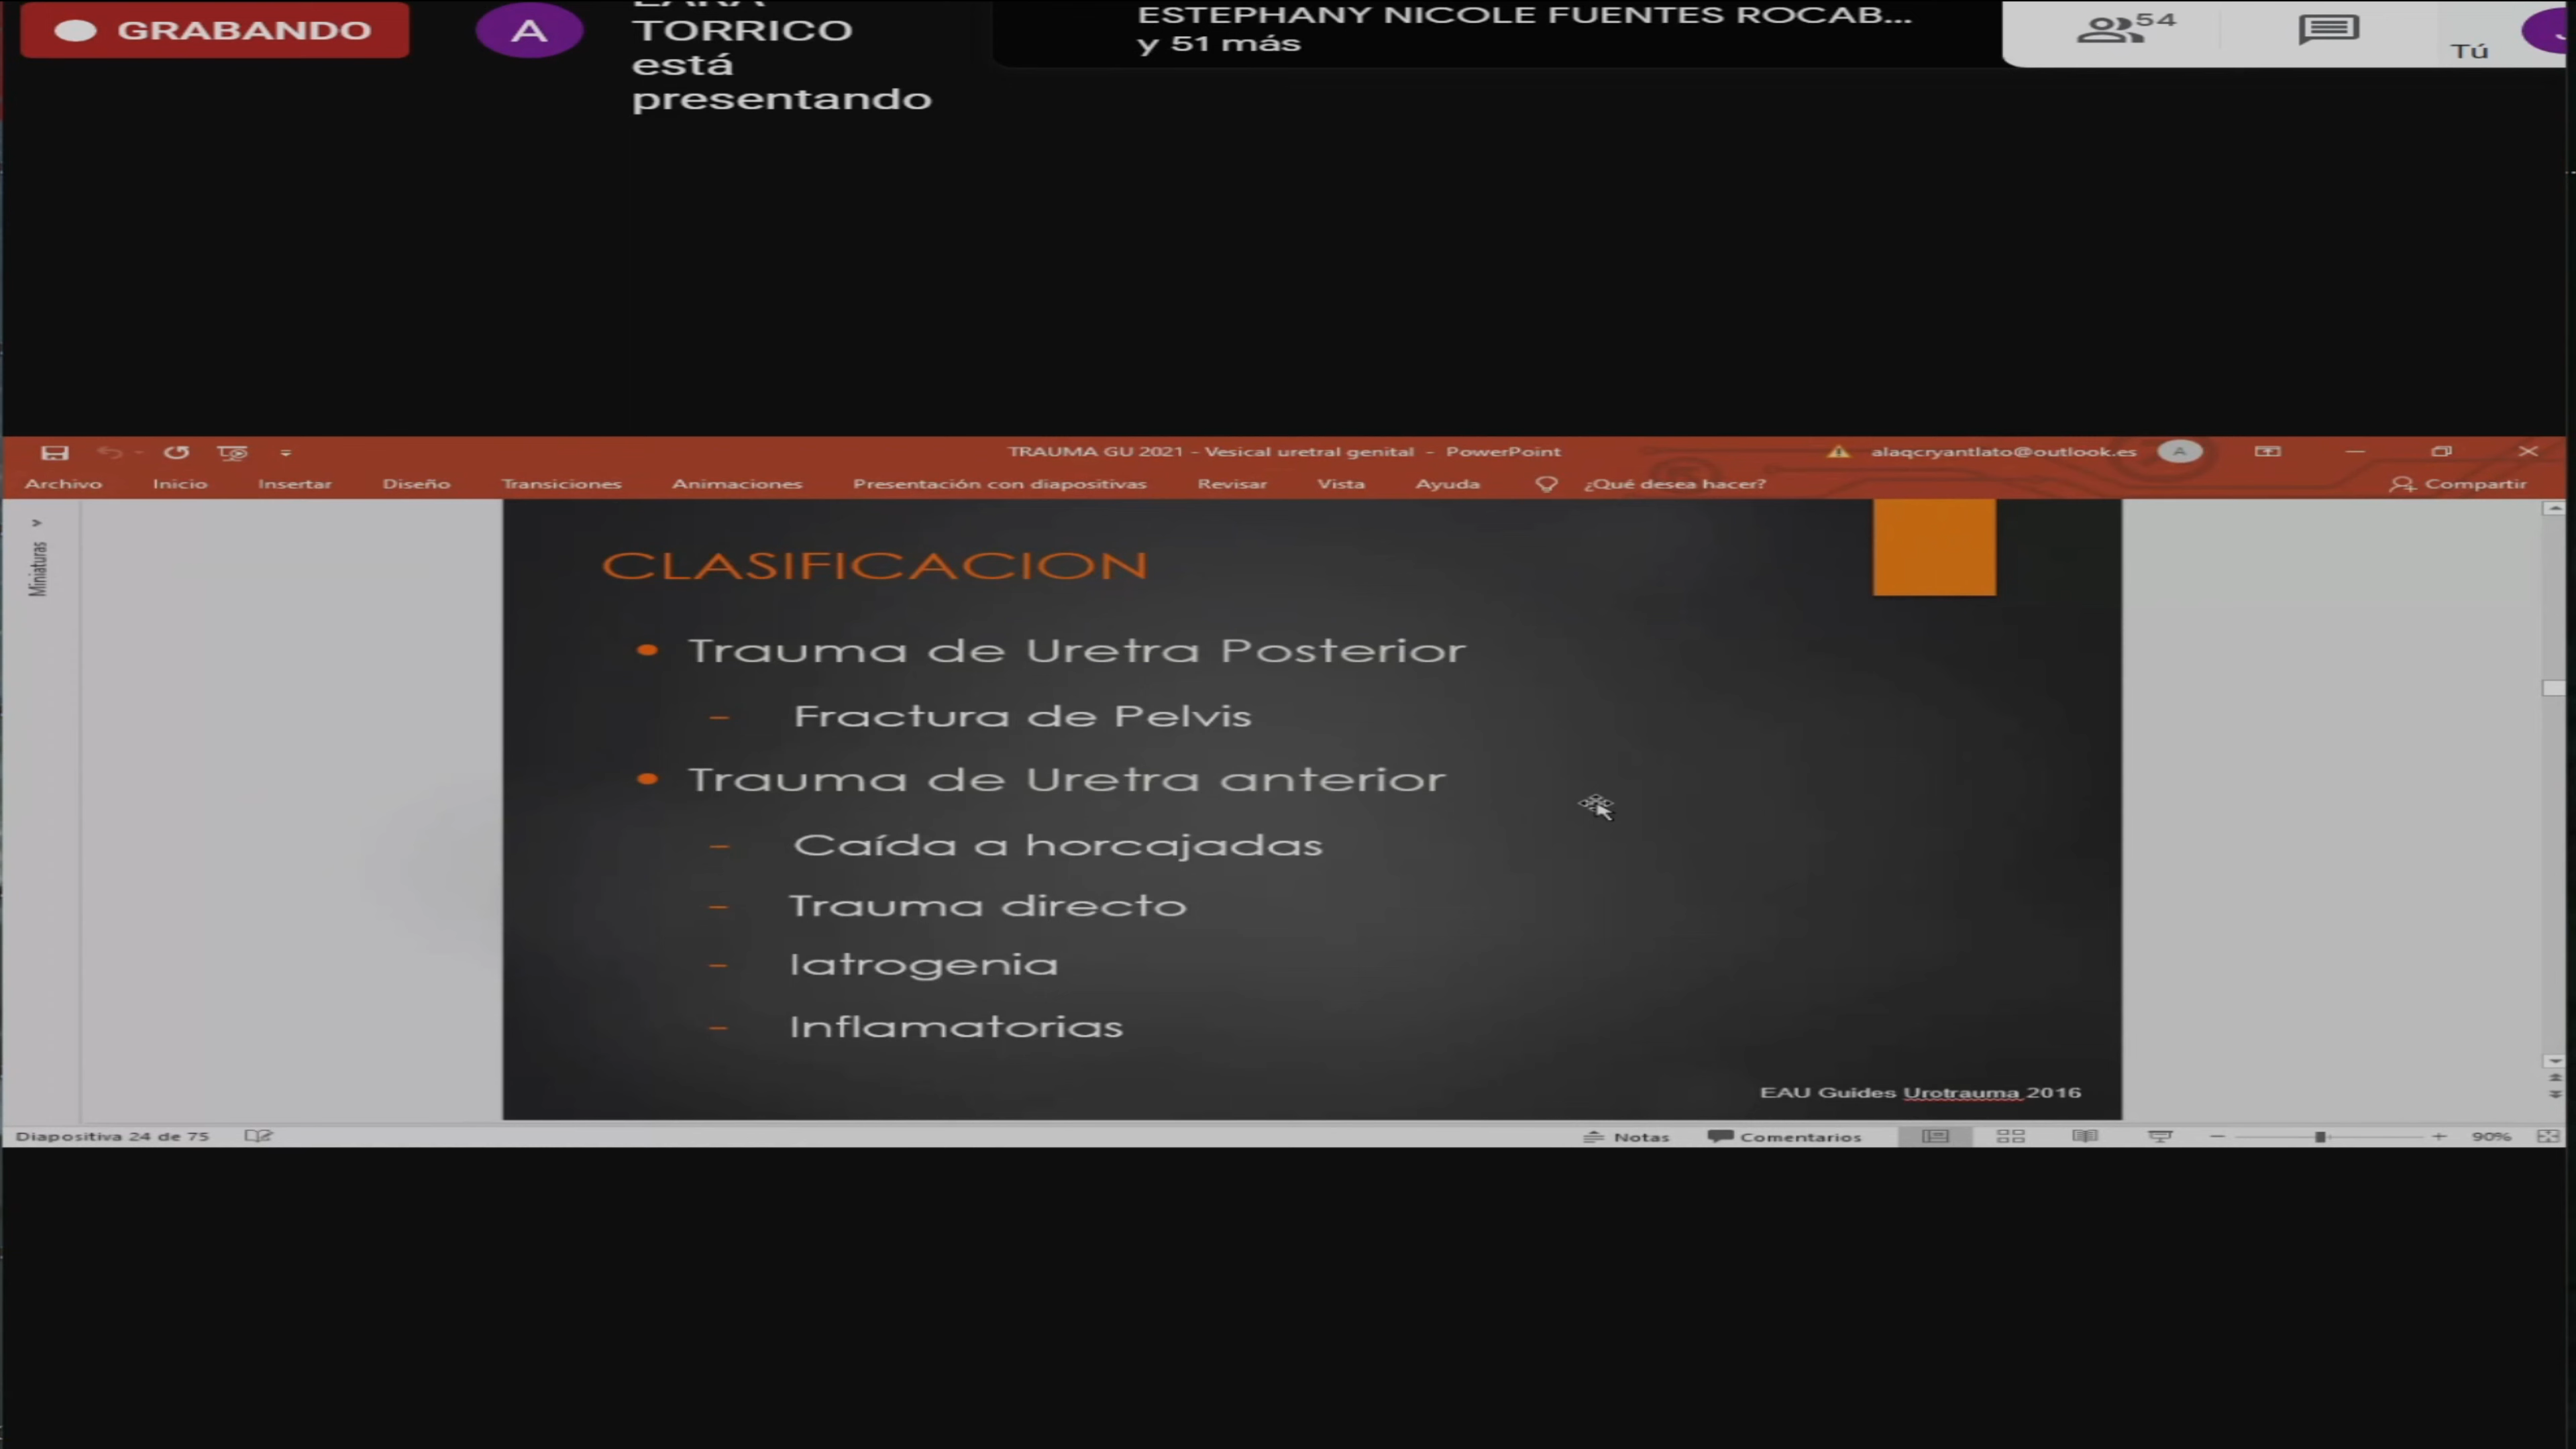 GRABANDO
A
TORRICO
está
presentando
ESTEPHANY NICOLE FUENTES ROCAB...
y 51 más
54
Tú
TRAUMA GU 2021 - Vesical uretral genital - PowerPoint
alaqcryantlato@outlook.es
A
Archivo Inicio Insertar Diseño Transiciones Animaciones Presentación con diapositivas Revisar Vista Ayuda ¿Qué desea hacer? Compartir
Miniaturas
CLASIFICACION
• Trauma de Uretra Posterior
– Fractura de Pelvis
• Trauma de Uretra anterior
– Caída a horcajadas
– Trauma directo
– Iatrogenia
– Inflamatorias
EAU Guides Urotrauma 2016
Diapositiva 24 de 75
Notas Comentarios 90%